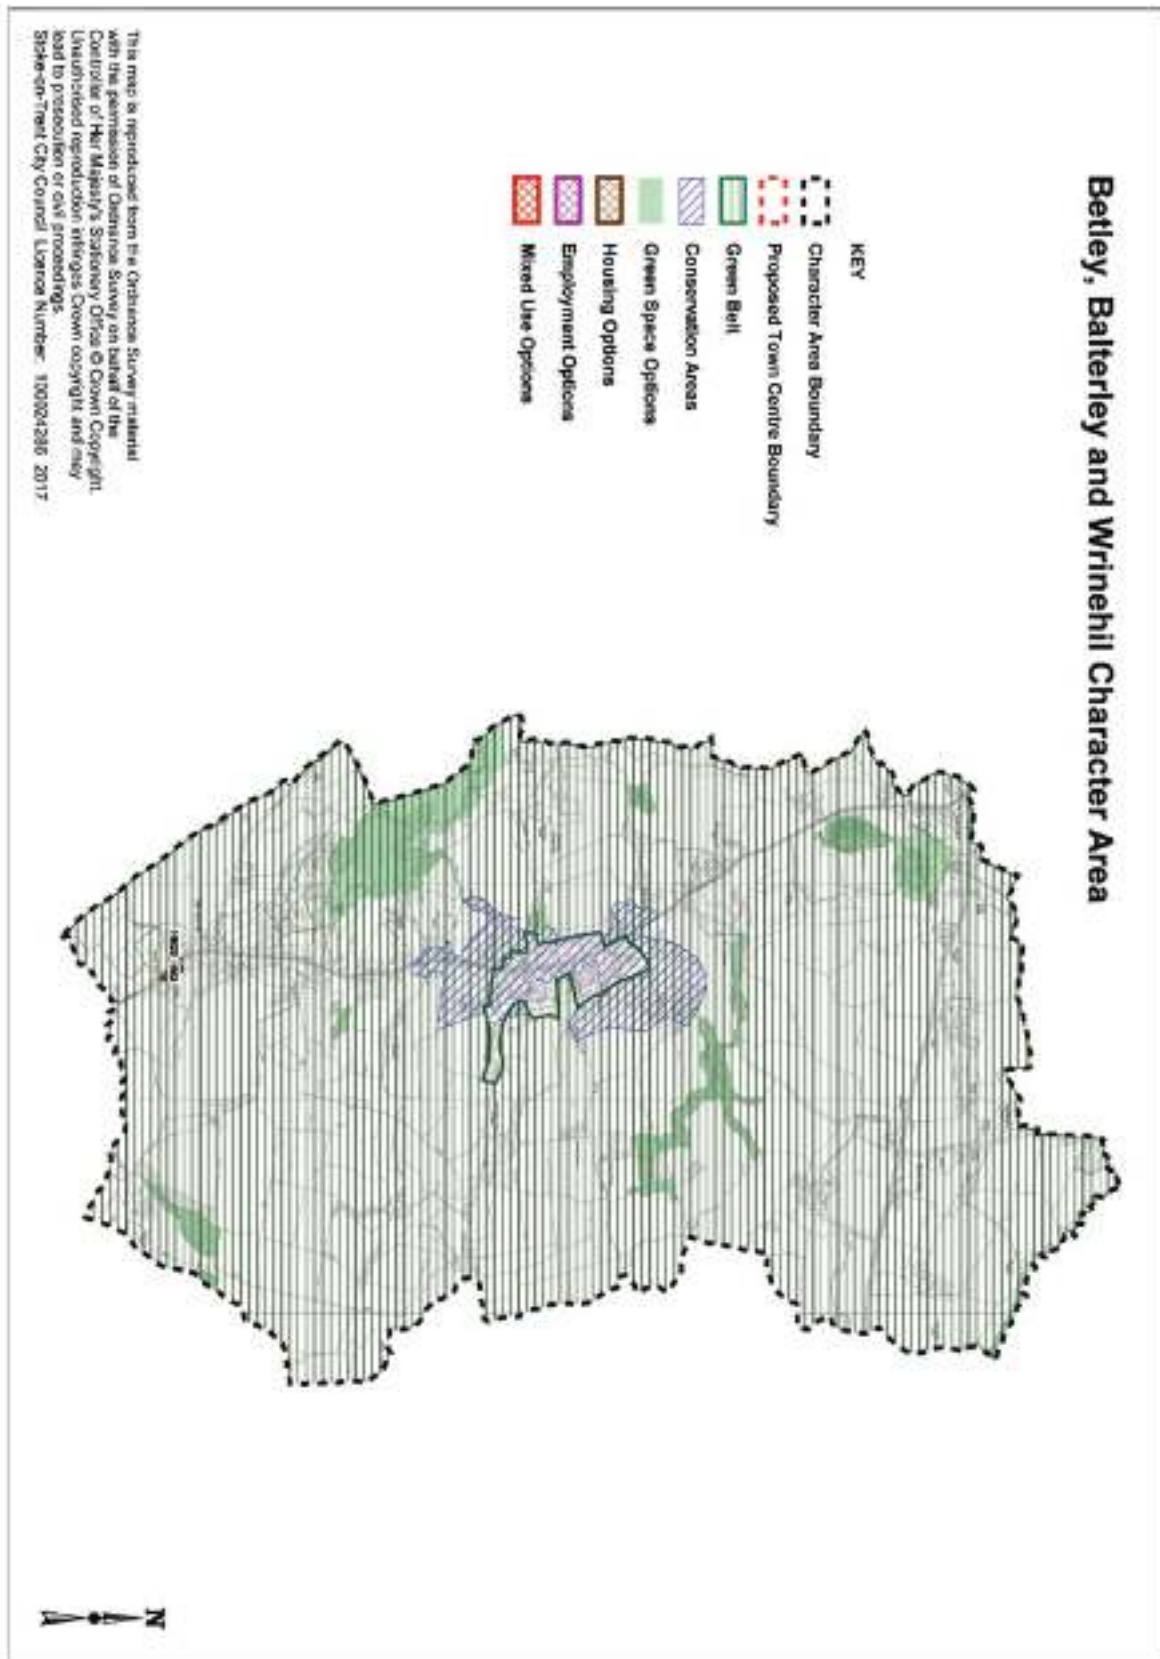 Betley, Balterley and Wrinehil Character Area
KEY
Character Area Boundary
Proposed Town Centre Boundary
Green Belt
Conservation Areas
Green Space Options
Housing Options
Employment Options
Mixed Use Options
This map is reproduced from the Ordnance Survey material
with the permission of Ordnance Survey on behalf of the
Controller of Her Majesty's Stationery Office © Crown Copyright.
Unauthorised reproduction infringes Crown copyright and may
lead to prosecution or civil proceedings.
Stoke-on-Trent City Council Licence Number: 100024286 2017
N